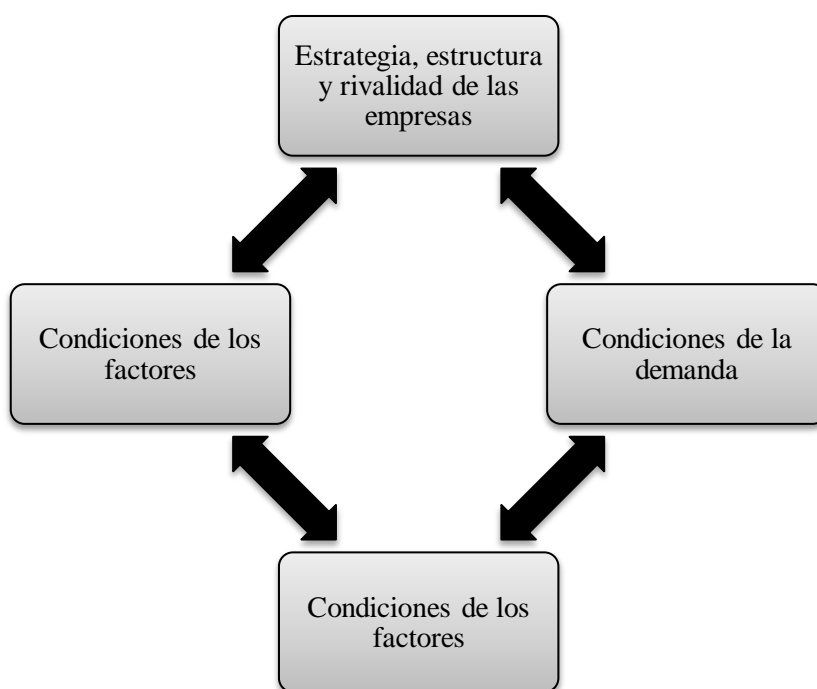 Estrategia, estructura
y rivalidad de las
empresas
Condiciones de los
factores
Condiciones de la
demanda
Condiciones de los
factores